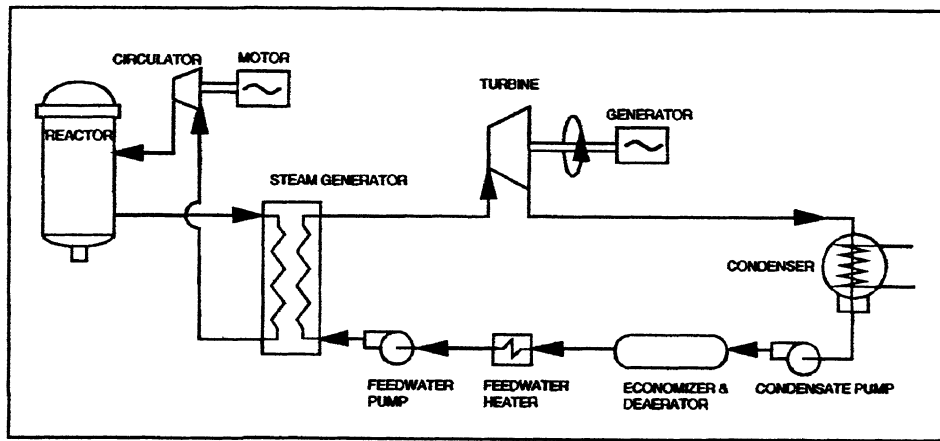 CIRCULATOR
MOTOR
REACTOR
TURBINE
GENERATOR
STEAM GENERATOR
CONDENSER
FEEDWATER
PUMP
FEEDWATER
HEATER
ECONOMIZER &
DEAERATOR
CONDENSATE PUMP